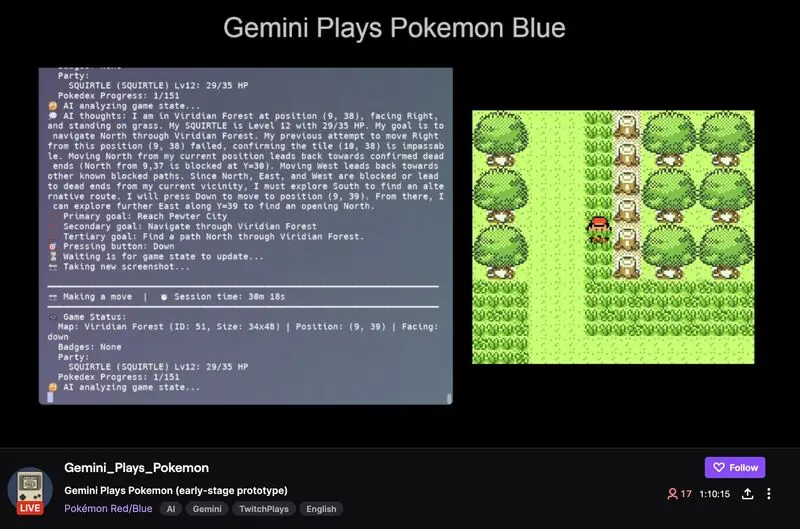 Gemini Plays Pokemon Blue
Party:
SQUIRTLE (SQUIRTLE) Lv12: 29/35 HP
Pokedex Progress: 1/151
AI analyzing game state...
AI thoughts: I am in Viridian Forest at position (9, 38), facing Right,
and standing on grass. My SQUIRTLE is Level 12 with 29/35 HP. My goal is to
navigate North through Viridian Forest. My previous attempt to move Right
from this position (9, 38) failed, confirming the tile (10, 38) is impassab
le. Moving North from my current position leads back towards confirmed dead
ends (North from 9,37 is blocked at Y=30). Moving West leads back towards
other known blocked paths. Since North, East, and West are blocked or lead
to dead ends from my current vicinity, I must explore South to find an alte
rnative route. I will press Down to move to position (9, 39). From there, I
can explore further East along Y=39 to find an opening North.
Primary goal: Reach Pewter City
Secondary goal: Navigate through Viridian Forest
Tertiary goal: Find a path North through Viridian Forest.
Pressing button: Down
Waiting 1s for game state to update...
Taking new screenshot...
Making a move | Session time: 30m 18s
Game Status:
Map: Viridian Forest (ID: 51, Size: 34x48) | Position: (9, 39) | Facing:
down
Badges: None
Party:
SQUIRTLE (SQUIRTLE) Lv12: 29/35 HP
Pokedex Progress: 1/151
AI analyzing game state...
LIVE
Gemini_Plays_Pokemon
Follow
Gemini Plays Pokemon (early-stage prototype)
17 1:10:15
Pokémon Red/Blue AI Gemini TwitchPlays English